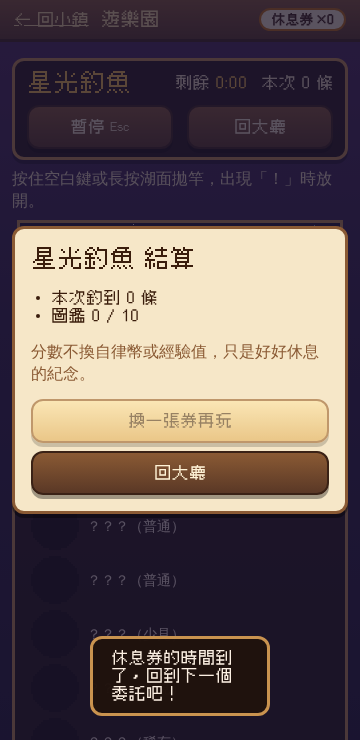 ← 回小鎮 遊樂園 休息券 ×0
星光釣魚 剩餘 0:00 本次 0 條
暫停 Esc 回大廳
按住空白鍵或長按湖面拋竿，出現「！」時放
開。
星光釣魚 結算
• 本次釣到 0 條
• 圖鑑 0 / 10
分數不換自律幣或經驗值，只是好好休息
的紀念。
換一張券再玩
回大廳
？？？（普通）
？？？（普通）
？？？（少見）
休息券的時間到
了，回到下一個
委託吧！